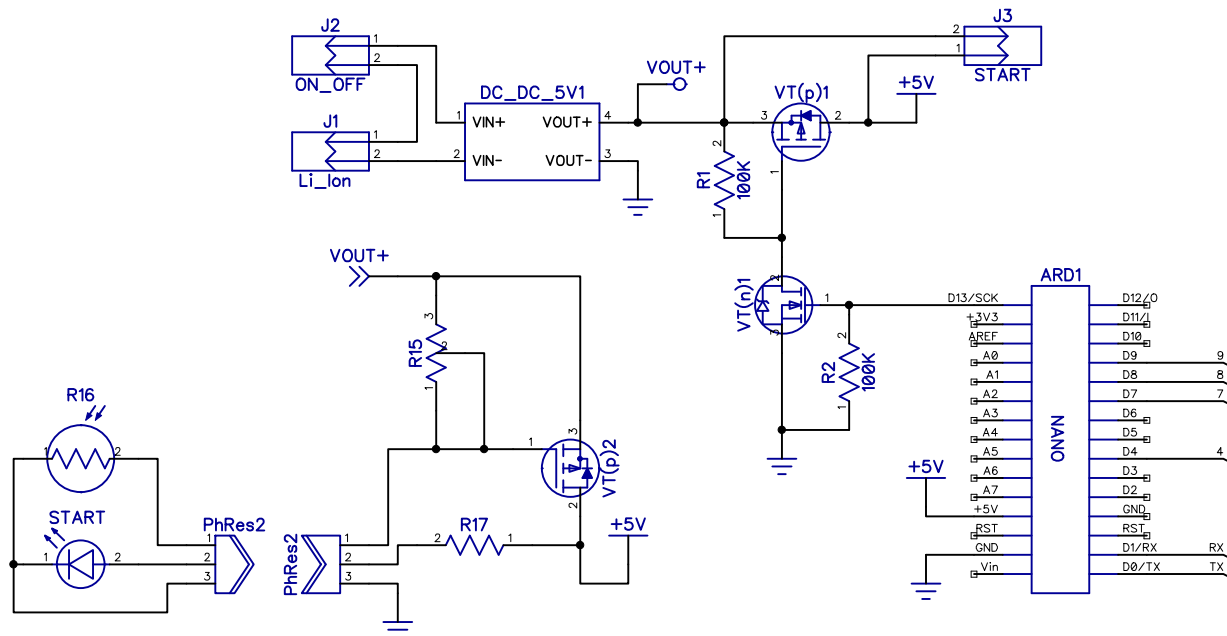 J2
1
2
ON_OFF
J1
1
2
Li_Ion
DC_DC_5V1
1 VIN+ VOUT+ 4
2 VIN- VOUT- 3
VOUT+
VT(p)1
3 2
1
+5V
J3
2
1
START
R1
100K
2
1
VT(n)1
2
1
3
R2
100K
2
1
ARD1
NANO
D13/SCK D12/O
+3V3 D11/I
AREF D10
A0 D9 9
A1 D8 8
A2 D7 7
A3 D6
A4 D5
A5 D4 4
A6 D3
A7 D2
+5V GND
RST RST
GND D1/RX RX
Vin D0/TX TX
+5V
VOUT+
R15
3
2
1
1
3
2
VT(p)2
R16
1 2
START
1 2
PhRes2
1
2
3
PhRes2
1
2
3
R17
2 1
+5V